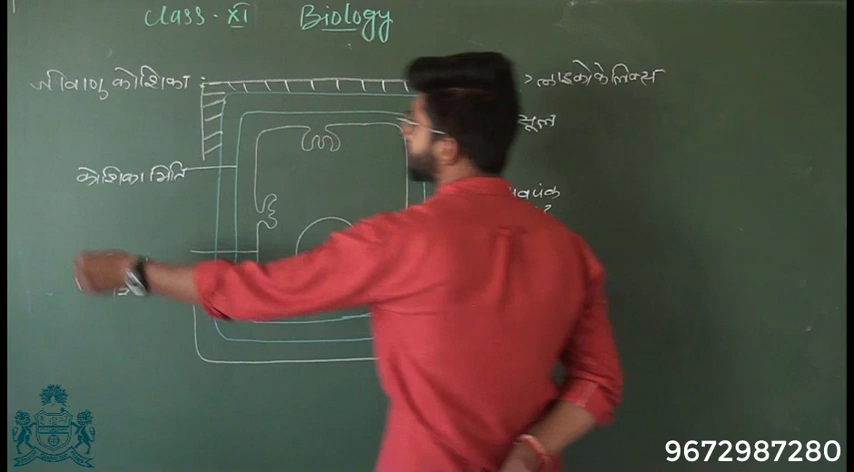 Class - XI Biology
जीवाणु कोशिका
ग्लाइकोकेलिक्स
कोशिका भित्ति
9672987280